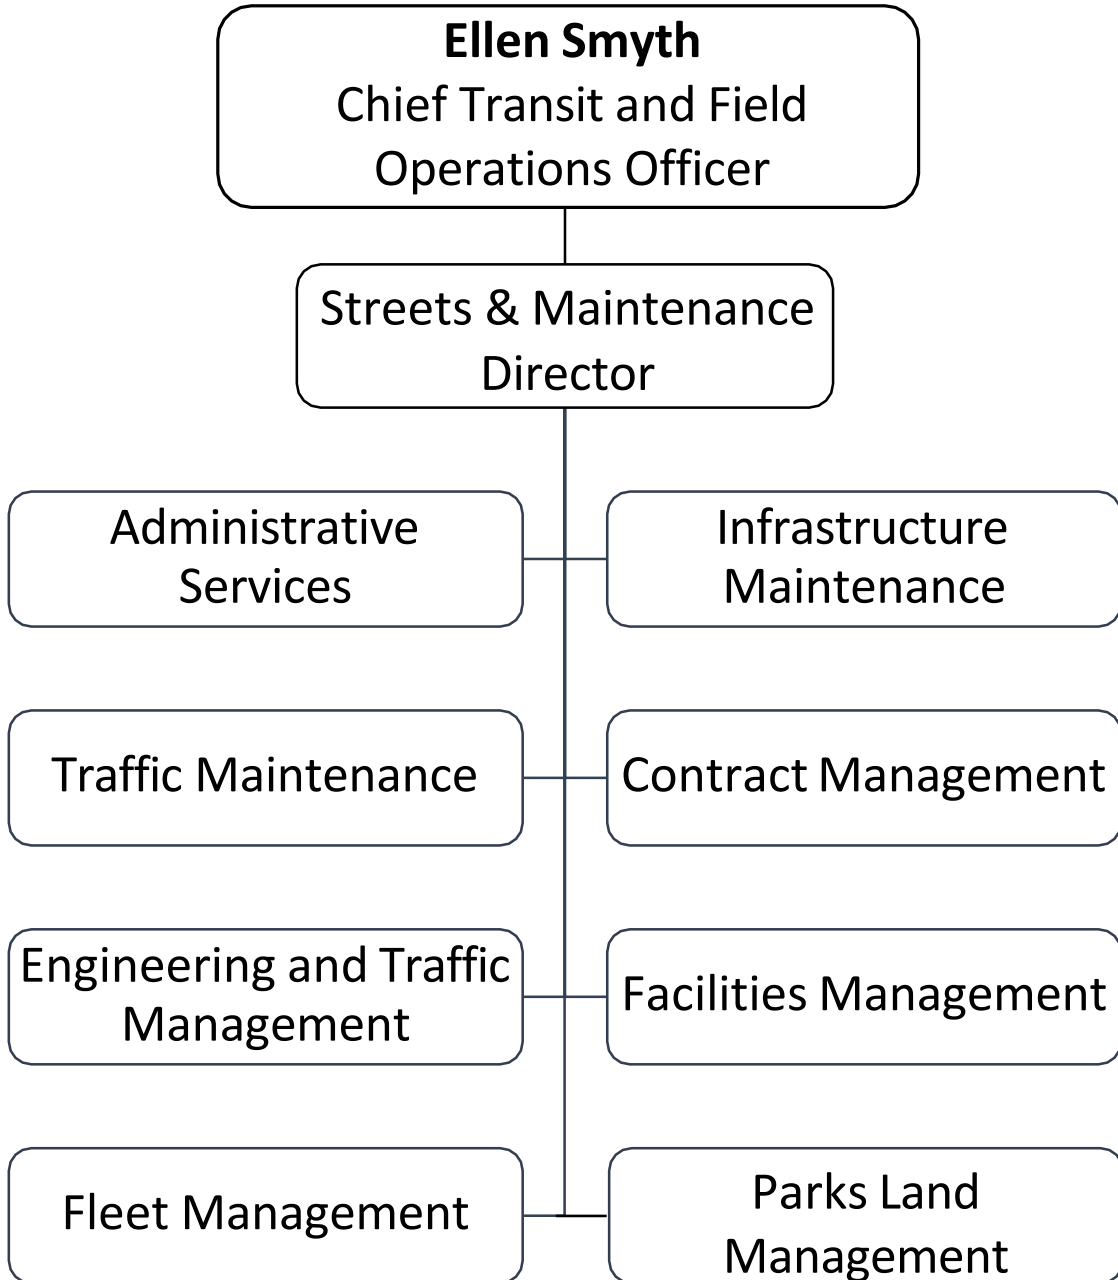 Ellen Smyth
Chief Transit and Field
Operations Officer
Streets & Maintenance
Director
Administrative
Services
Infrastructure
Maintenance
Traffic Maintenance
Contract Management
Engineering and Traffic
Management
Facilities Management
Fleet Management
Parks Land
Management